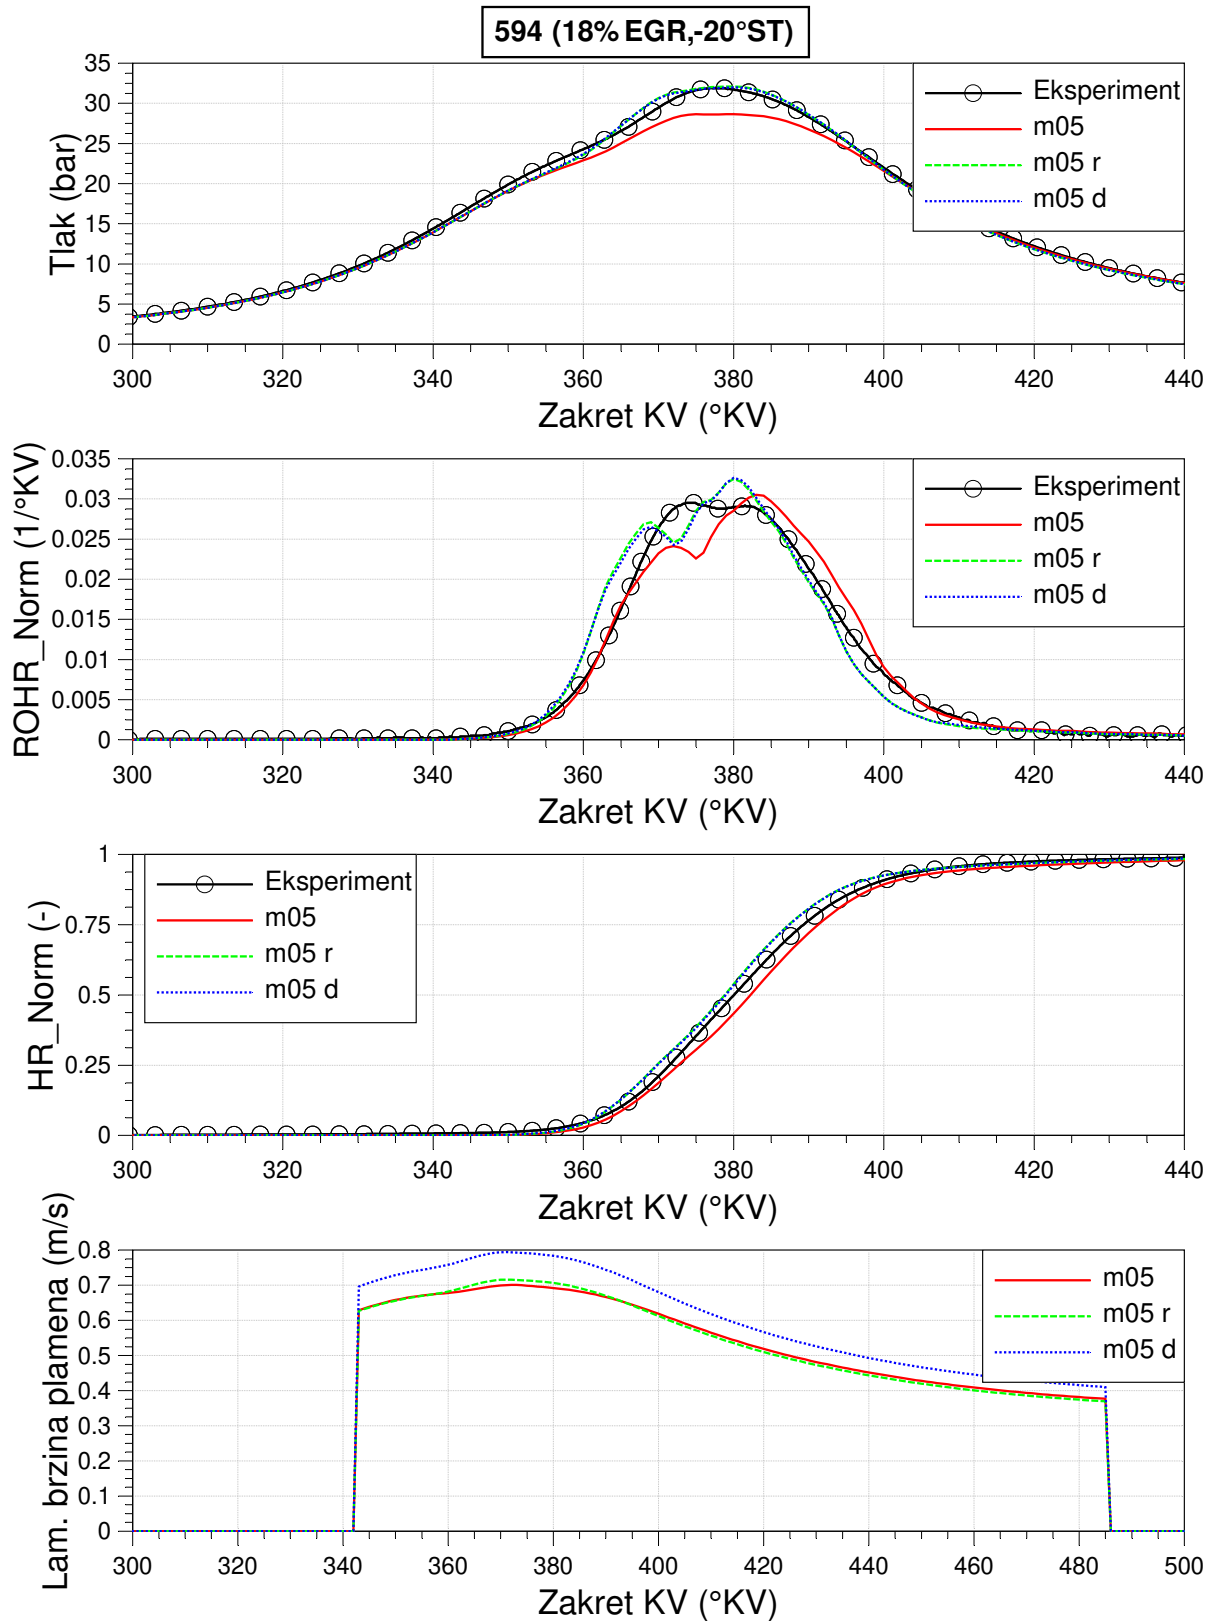 594 (18% EGR,-20°ST)
Tlak (bar)
35
30
25
20
15
10
5
0
300 320 340 360 380 400 420 440
Zakret KV (°KV)
Eksperiment
m05
m05 r
m05 d
ROHR_Norm (1/°KV)
0.035
0.03
0.025
0.02
0.015
0.01
0.005
0
300 320 340 360 380 400 420 440
Zakret KV (°KV)
Eksperiment
m05
m05 r
m05 d
HR_Norm (-)
1
0.75
0.5
0.25
0
300 320 340 360 380 400 420 440
Zakret KV (°KV)
Eksperiment
m05
m05 r
m05 d
Lam. brzina plamena (m/s)
0.8
0.7
0.6
0.5
0.4
0.3
0.2
0.1
0
300 320 340 360 380 400 420 440 460 480 500
Zakret KV (°KV)
m05
m05 r
m05 d